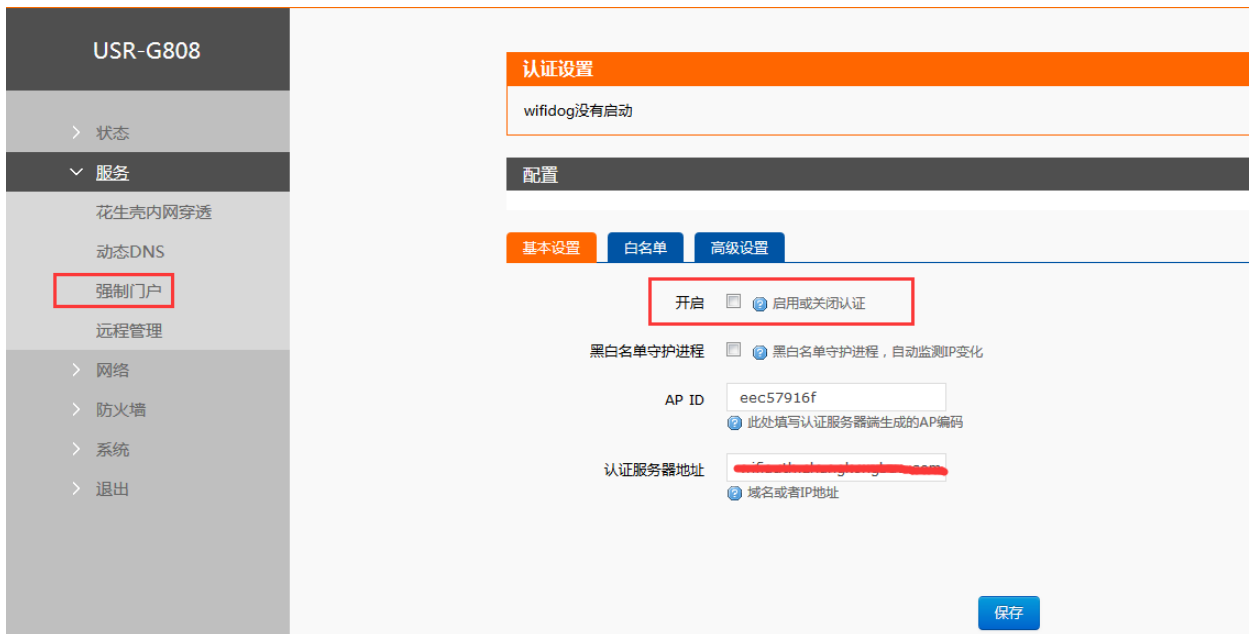 USR-G808
状态
服务
花生壳内网穿透
动态DNS
强制门户
远程管理
网络
防火墙
系统
退出
认证设置
wifidog没有启动
配置
基本设置 白名单 高级设置
开启 启用或关闭认证
黑白名单守护进程 黑白名单守护进程，自动监测IP变化
AP ID eec57916f
此处填写认证服务器端生成的AP编码
认证服务器地址
域名或者IP地址
保存